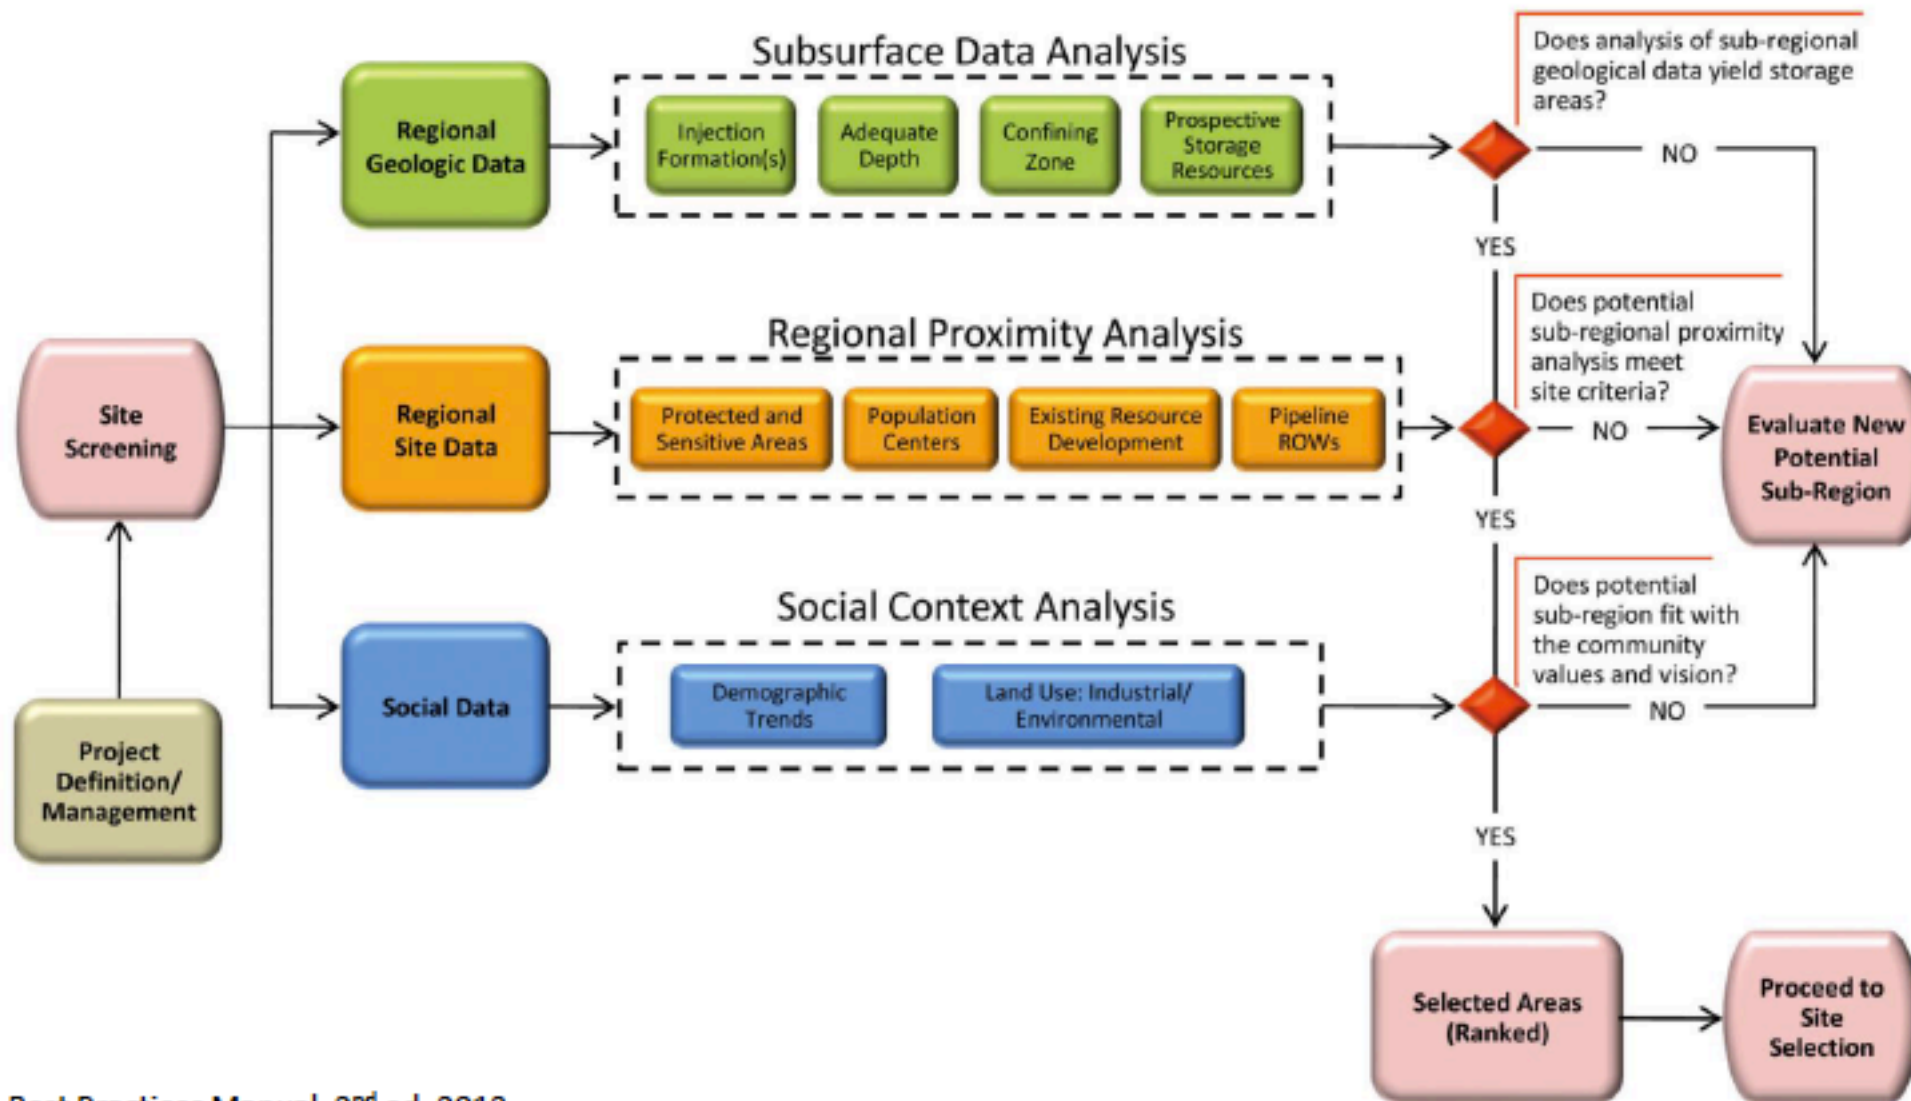 Subsurface Data Analysis
Regional
Geologic Data
Injection
Formation(s)
Adequate
Depth
Confining
Zone
Prospective
Storage
Resources
Does analysis of sub-regional
geological data yield storage
areas?
NO
YES
Regional Proximity Analysis
Site
Screening
Regional
Site Data
Protected and
Sensitive Areas
Population
Centers
Existing Resource
Development
Pipeline
ROWs
Does potential
sub-regional proximity
analysis meet
site criteria?
NO
Evaluate New
Potential
Sub-Region
YES
Social Context Analysis
Project
Definition/
Management
Social Data
Demographic
Trends
Land Use: Industrial/
Environmental
Does potential
sub-region fit with
the community
values and vision?
NO
YES
Selected Areas
(Ranked)
Proceed to
Site
Selection